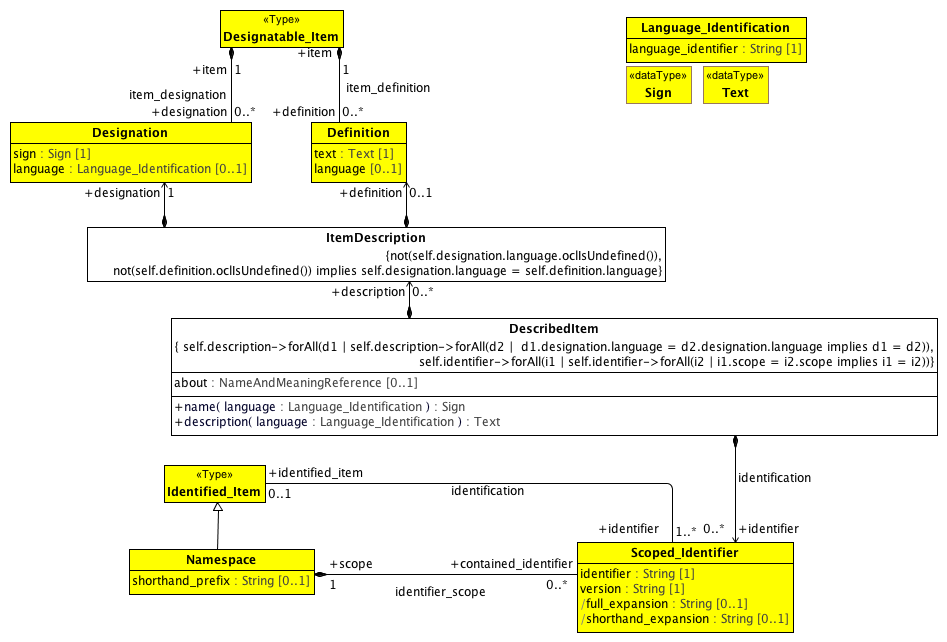 «Type»
Designatable_Item
+item
+item
1
1
item_designation
item_definition
+designation
0..*
+definition
0..*
Language_Identification
language_identifier : String [1]
«dataType»
Sign
«dataType»
Text
Designation
sign : Sign [1]
language : Language_Identification [0..1]
Definition
text : Text [1]
language [0..1]
+designation
1
+definition
0..1
ItemDescription
{not(self.designation.language.oclIsUndefined()),
not(self.definition.oclIsUndefined()) implies self.designation.language = self.definition.language}
+description
0..*
DescribedItem
{ self.description->forAll(d1 | self.description->forAll(d2 | d1.designation.language = d2.designation.language implies d1 = d2)),
self.identifier->forAll(i1 | self.identifier->forAll(i2 | i1.scope = i2.scope implies i1 = i2))}
about : NameAndMeaningReference [0..1]
+name( language : Language_Identification ) : Sign
+description( language : Language_Identification ) : Text
«Type»
Identified_Item
+identified_item
0..1
identification
identification
+identifier
1..*
0..*
+identifier
Namespace
shorthand_prefix : String [0..1]
+scope
1
identifier_scope
+contained_identifier
0..*
Scoped_Identifier
identifier : String [1]
version : String [1]
/full_expansion : String [0..1]
/shorthand_expansion : String [0..1]